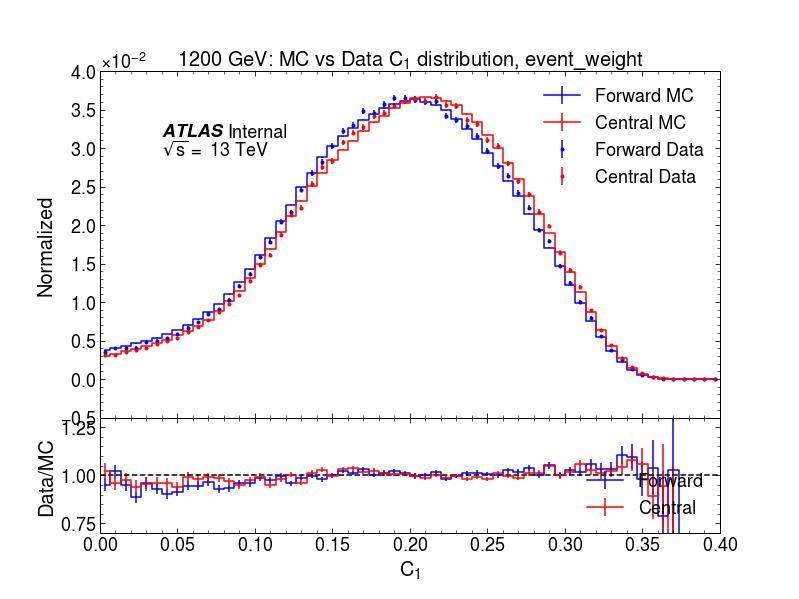 ×10⁻²
1200 GeV: MC vs Data C₁ distribution, event_weight
4.0
3.5
3.0
2.5
2.0
1.5
1.0
0.5
0.0
−0.5
Normalized
ATLAS Internal
√s = 13 TeV
Forward MC
Central MC
Forward Data
Central Data
1.25
1.00
0.75
Data/MC
Forward
Central
0.00 0.05 0.10 0.15 0.20 0.25 0.30 0.35 0.40
C₁